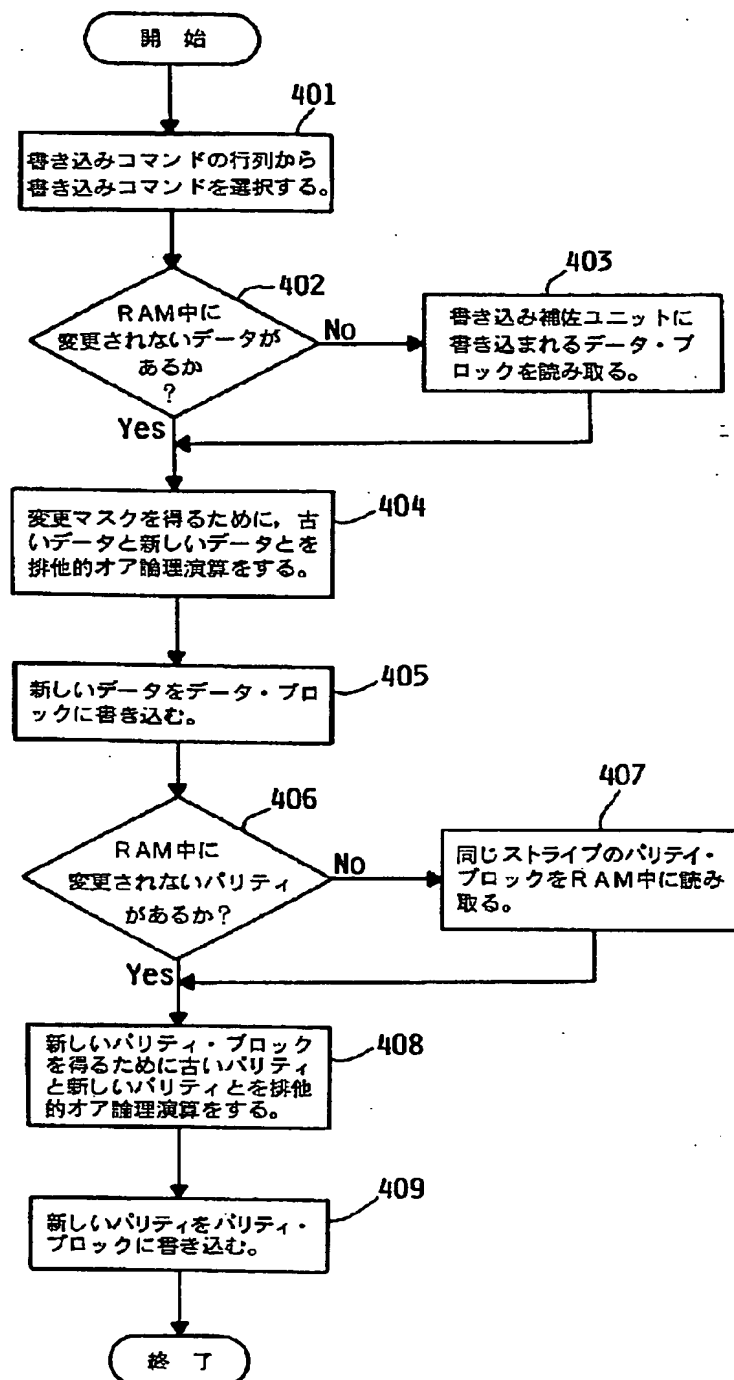 開 始
401
書き込みコマンドの行列から
書き込みコマンドを選択する。
402
RAM中に
変更されないデータが
あるか
?
No
Yes
403
書き込み補佐ユニットに
書き込まれるデータ・ブ
ロックを読み取る。
404
変更マスクを得るために，古
いデータと新しいデータとを
排他的オア論理演算をする。
405
新しいデータをデータ・ブロ
ックに書き込む。
406
RAM中に
変更されないパリティ
があるか?
No
Yes
407
同じストライプのパリテイ・
ブロックをRAM中に読み
取る。
408
新しいパリティ・ブロック
を得るために古いパリティ
と新しいパリティとを排他
的オア論理演算をする。
409
新しいパリティをパリティ・
ブロックに書き込む。
終 了